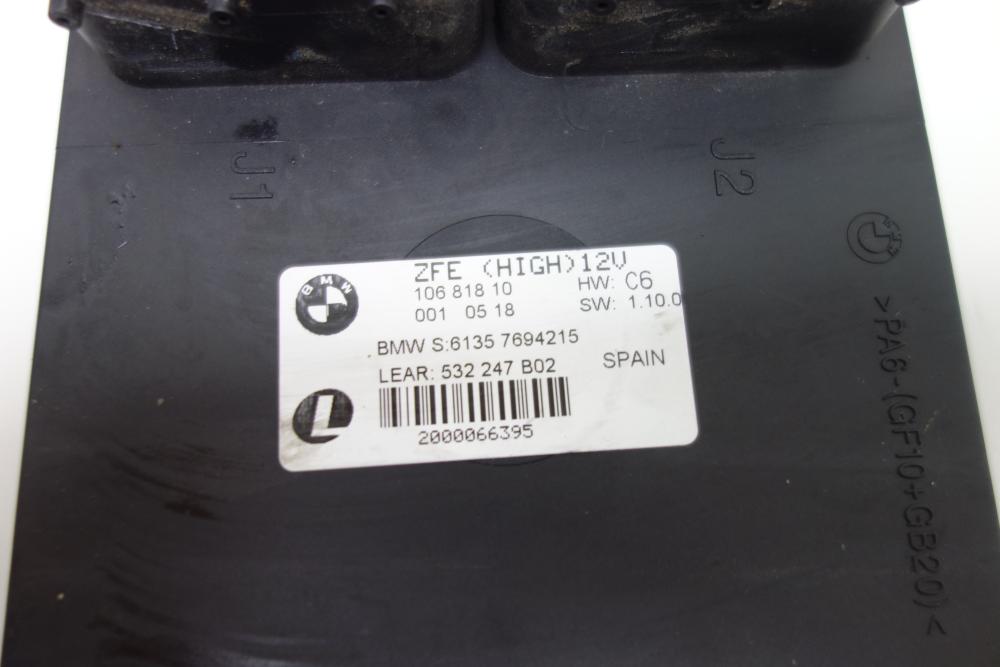 J1
J2
BMW
ZFE (HIGH)12V
106 818 10 HW: C6
001 05 18 SW: 1.10.0
BMW S:6135 7694215
LEAR: 532 247 B02 SPAIN
2000066395
>PA6-(GF10+GB20)<